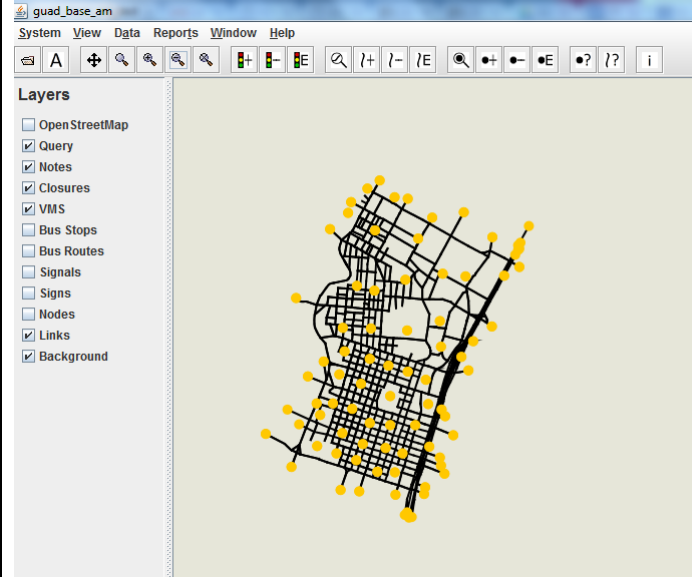 guad_base_am
System View Data Reports Window Help
A + - E + - E + - E ? ? i
Layers
OpenStreetMap
Query
Notes
Closures
VMS
Bus Stops
Bus Routes
Signals
Signs
Nodes
Links
Background